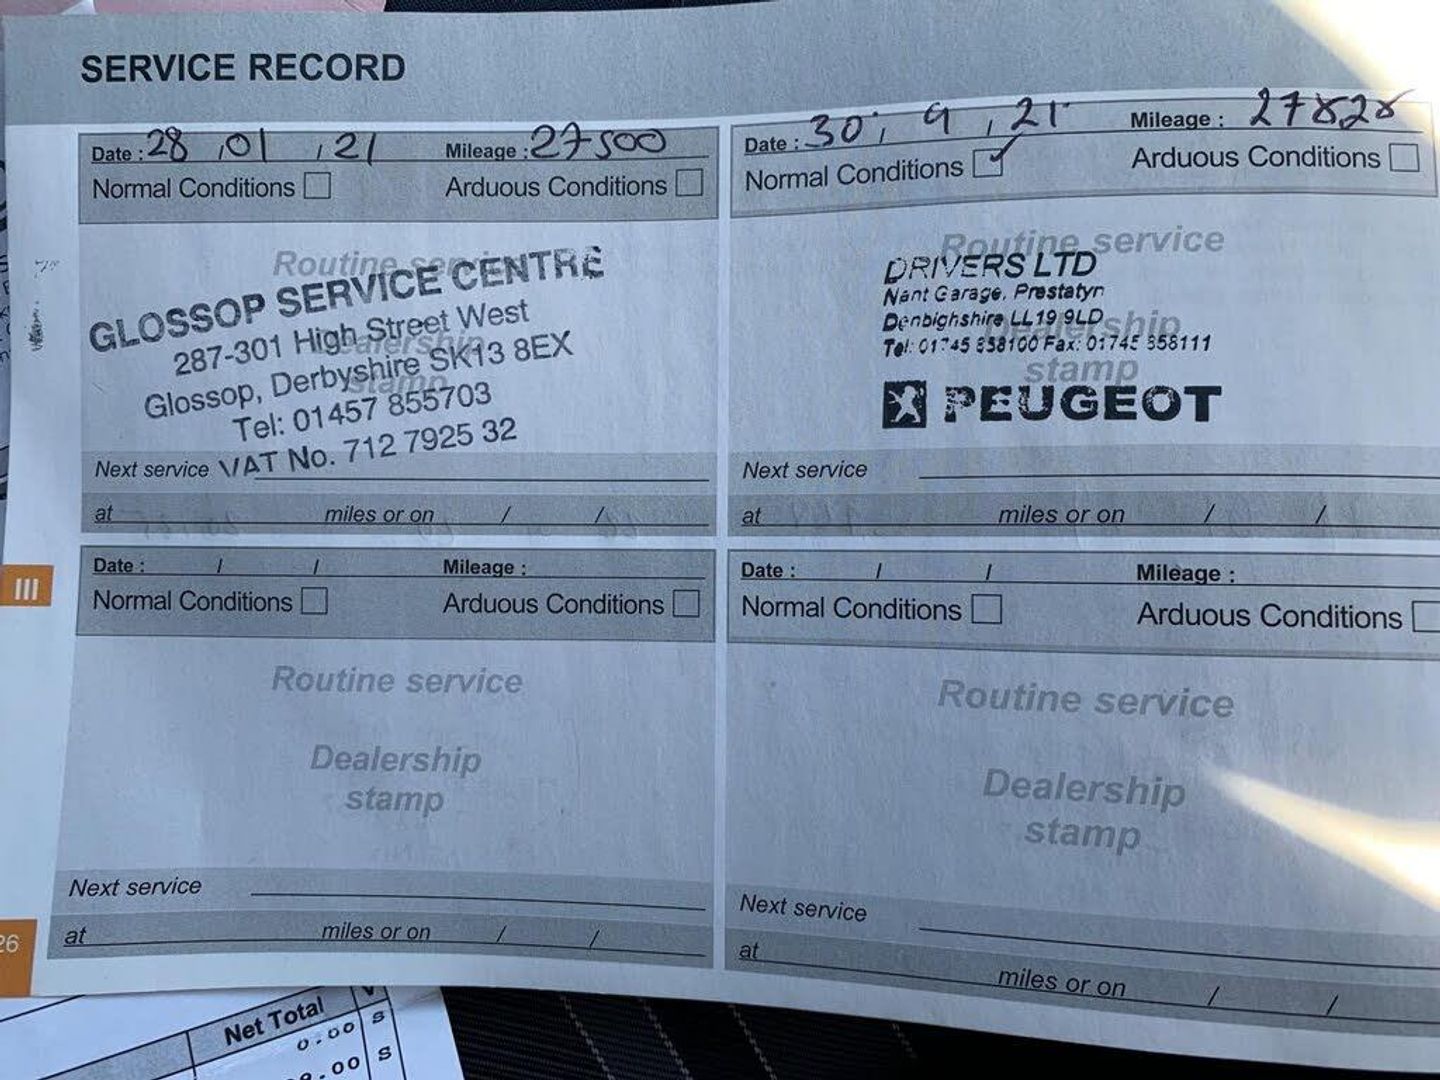 SERVICE RECORD
Date : 28 / 01 / 21 Mileage : 27500
Normal Conditions Arduous Conditions
Routine service
Dealership
stamp
GLOSSOP SERVICE CENTRE
287-301 High Street West
Glossop, Derbyshire SK13 8EX
Tel: 01457 855703
VAT No. 712 7925 32
Next service
at miles or on / /
Date : 30 / 9 / 21 Mileage : 27828
Normal Conditions ✓ Arduous Conditions
Routine service
Dealership
stamp
DRIVERS LTD
Nant Garage, Prestatyn
Denbighshire LL19 9LD
Tel: 01745 858100 Fax: 01745 858111
PEUGEOT
Next service
at miles or on / /
III
Date : / / Mileage :
Normal Conditions Arduous Conditions
Routine service
Dealership
stamp
Next service
at miles or on / /
Date : / / Mileage :
Normal Conditions Arduous Conditions
Routine service
Dealership
stamp
Next service
at miles or on / /
26
Net Total V
0.00 S
.00 S